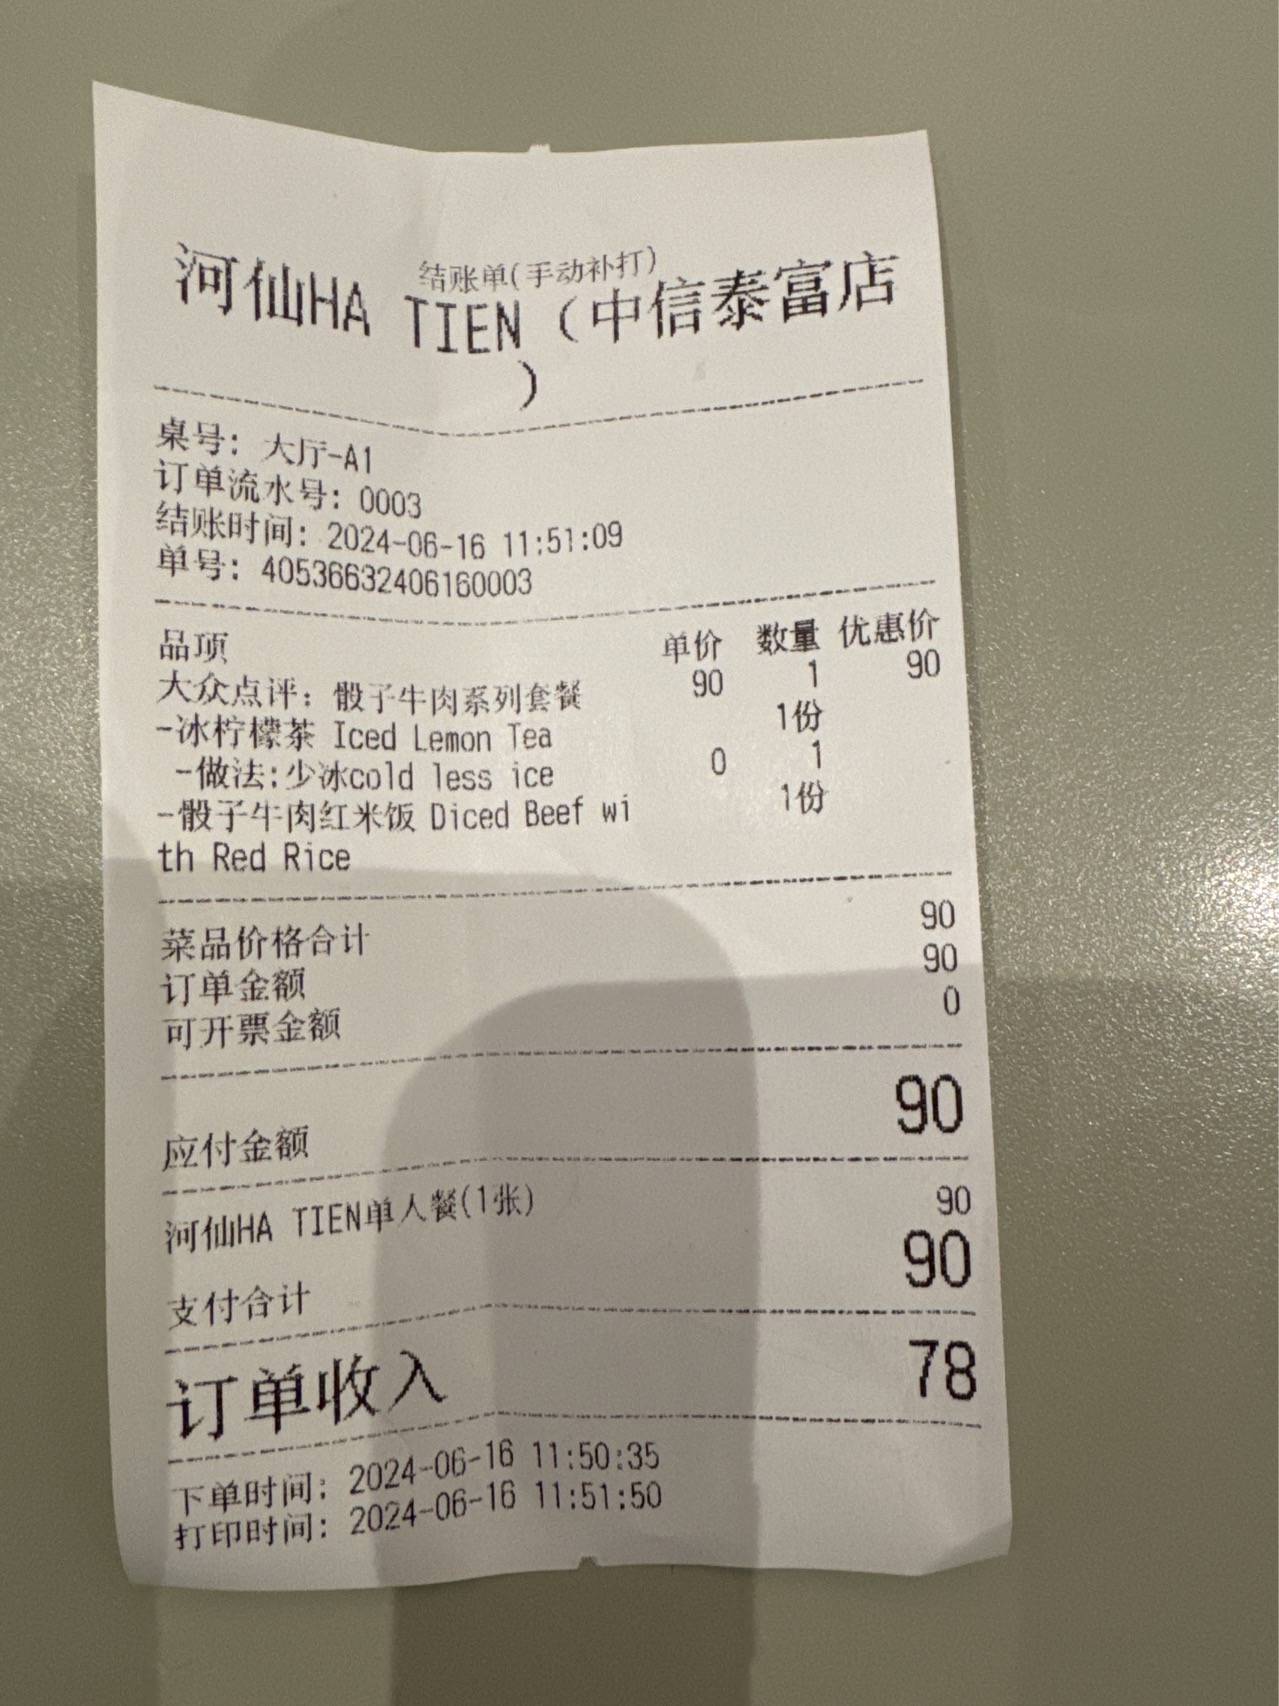 结账单(手动补打)
河仙HA TIEN（中信泰富店
）
桌号: 大厅-A1
订单流水号: 0003
结账时间: 2024-06-16 11:51:09
单号: 40536632406160003
品项 单价 数量 优惠价
大众点评: 骰子牛肉系列套餐 90 1 90
-冰柠檬茶 Iced Lemon Tea 1份
-做法:少冰cold less ice 0 1
-骰子牛肉红米饭 Diced Beef wi 1份
th Red Rice
菜品价格合计 90
订单金额 90
可开票金额 0
应付金额 90
河仙HA TIEN单人餐(1张) 90
支付合计 90
订单收入 78
下单时间: 2024-06-16 11:50:35
打印时间: 2024-06-16 11:51:50